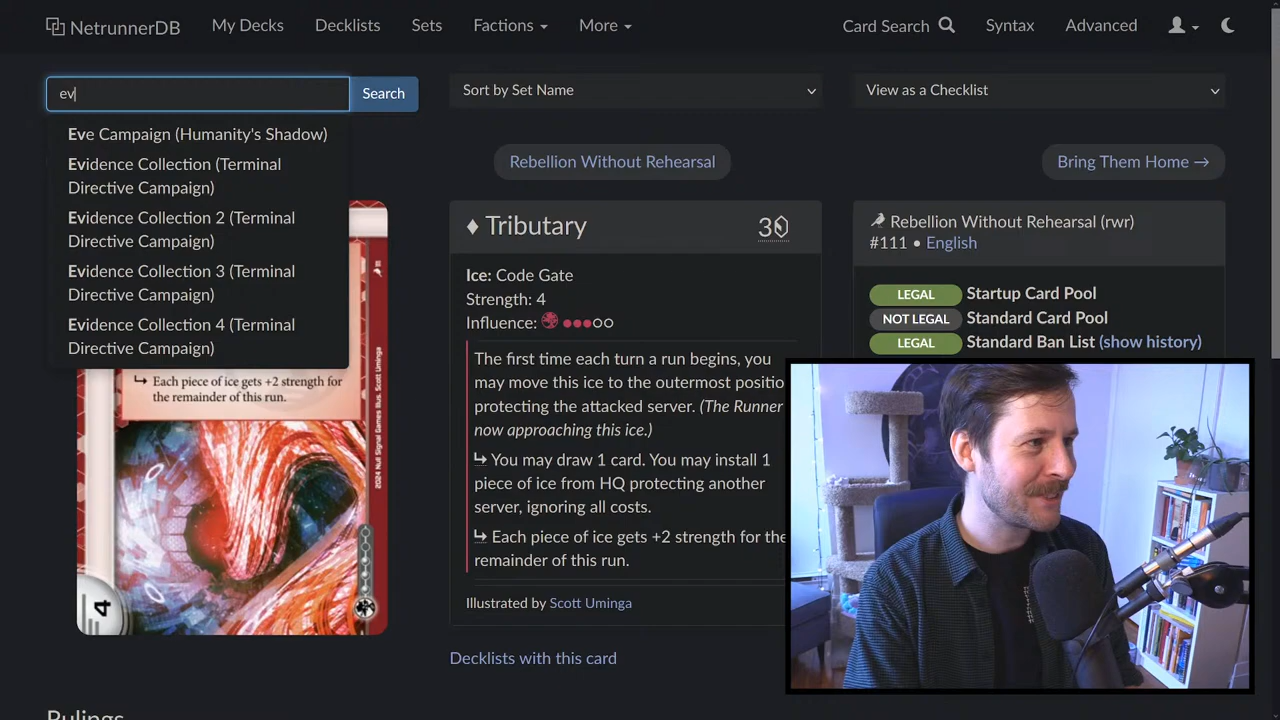 NetrunnerDB My Decks Decklists Sets Factions More Card Search Syntax Advanced
ev Search Sort by Set Name View as a Checklist
Eve Campaign (Humanity's Shadow)
Evidence Collection (Terminal
Directive Campaign)
Evidence Collection 2 (Terminal
Directive Campaign)
Evidence Collection 3 (Terminal
Directive Campaign)
Evidence Collection 4 (Terminal
Directive Campaign)
↳ Each piece of ice gets +2 strength for
the remainder of this run.
2024 Null Signal Games Illus. Scott Uminga
4
Rebellion Without Rehearsal Bring Them Home →
♦ Tributary 3
Ice: Code Gate
Strength: 4
Influence:
The first time each turn a run begins, you
may move this ice to the outermost positio
protecting the attacked server. (The Runner
now approaching this ice.)
↳ You may draw 1 card. You may install 1
piece of ice from HQ protecting another
server, ignoring all costs.
↳ Each piece of ice gets +2 strength for the
remainder of this run.
Illustrated by Scott Uminga
Decklists with this card
Rebellion Without Rehearsal (rwr)
#111 • English
LEGAL Startup Card Pool
NOT LEGAL Standard Card Pool
LEGAL Standard Ban List (show history)
Rulings